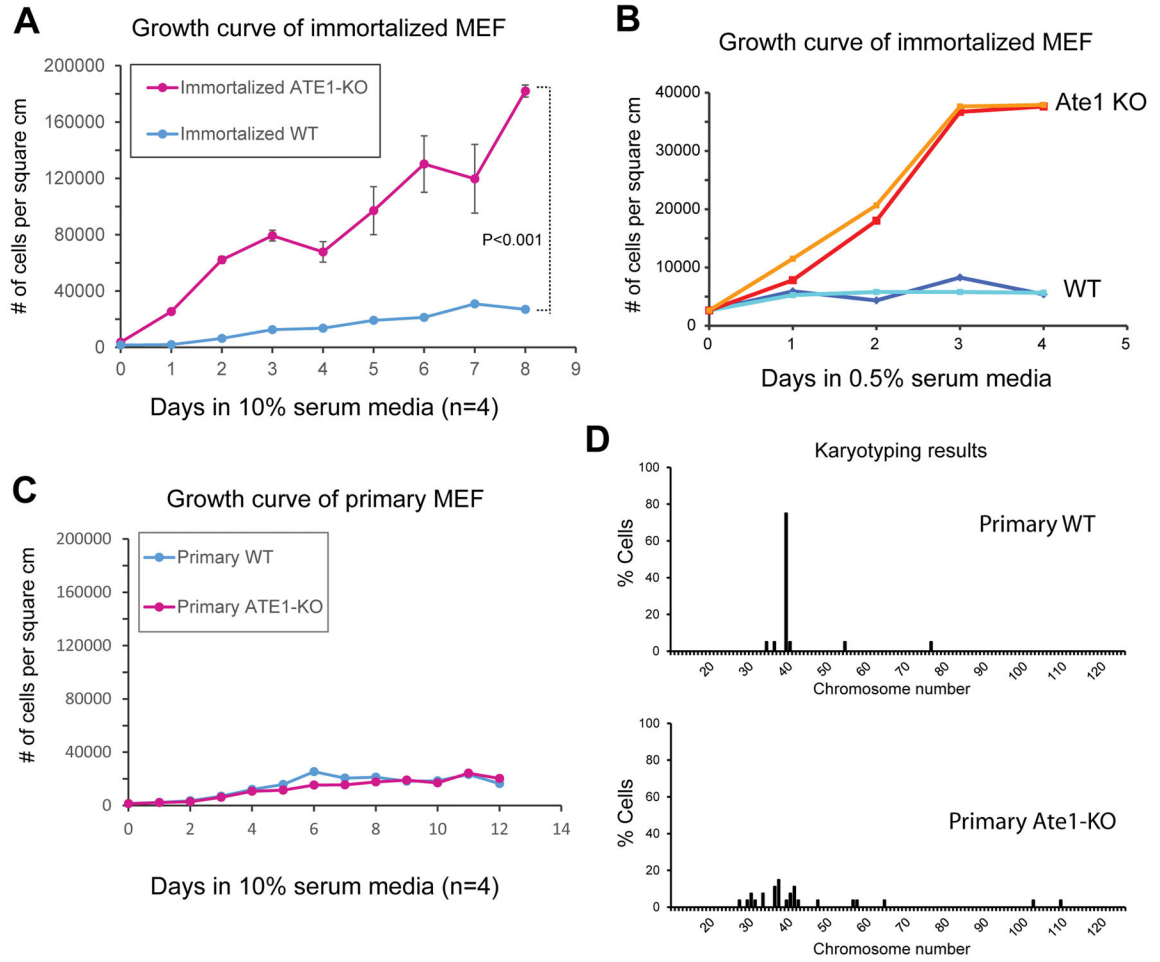 A
Growth curve of immortalized MEF
# of cells per square cm
200000
160000
120000
80000
40000
0
Immortalized ATE1-KO
Immortalized WT
P<0.001
0 1 2 3 4 5 6 7 8 9
Days in 10% serum media (n=4)
B
Growth curve of immortalized MEF
# of cells per square cm
40000
30000
20000
10000
0
Ate1 KO
WT
0 1 2 3 4 5
Days in 0.5% serum media
C
Growth curve of primary MEF
# of cells per square cm
200000
160000
120000
80000
40000
0
Primary WT
Primary ATE1-KO
0 2 4 6 8 10 12 14
Days in 10% serum media (n=4)
D
Karyotyping results
% Cells
100
80
60
40
20
0
Primary WT
20 30 40 50 60 70 80 90 100 110 120
Chromosome number
% Cells
100
80
60
40
20
0
Primary Ate1-KO
20 30 40 50 60 70 80 90 100 110 120
Chromosome number